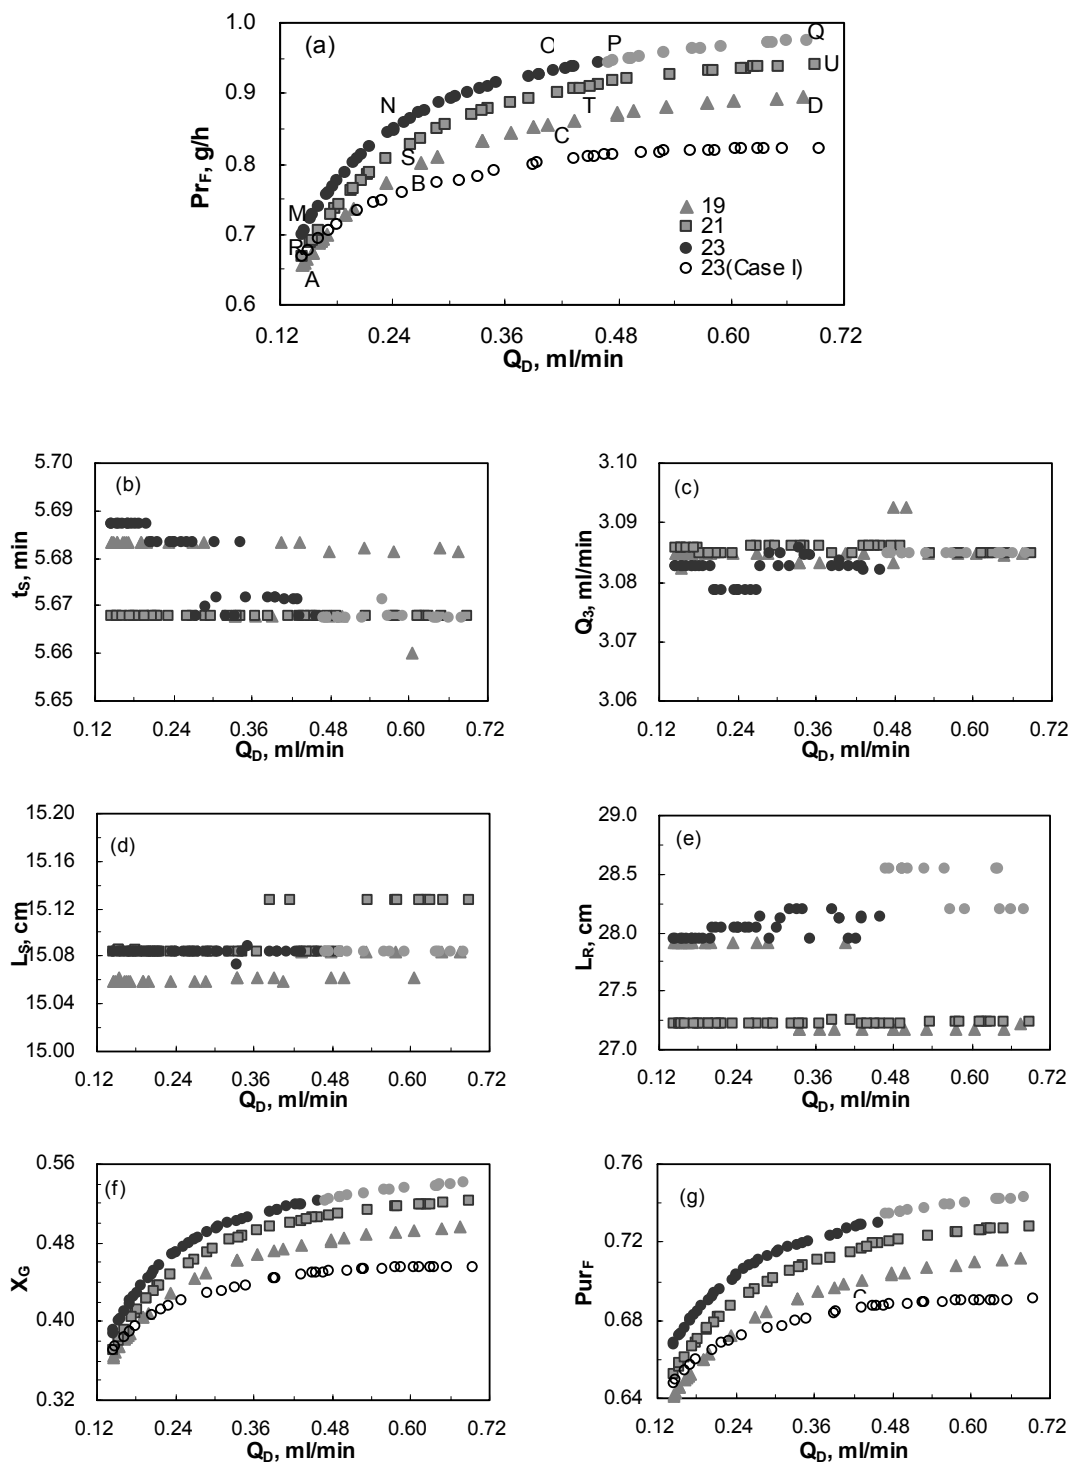 (a)
Pr_F, g/h
1.0
0.9
0.8
0.7
0.6
M
N
C
P
Q
U
T
D
C
S
B
R
A
19
21
23
23(Case I)
0.12 0.24 0.36 0.48 0.60 0.72
Q_D, ml/min
(b)
t_S, min
5.70
5.69
5.68
5.67
5.66
5.65
0.12 0.24 0.36 0.48 0.60 0.72
Q_D, ml/min
(c)
Q_3, ml/min
3.10
3.09
3.08
3.07
3.06
0.12 0.24 0.36 0.48 0.60 0.72
Q_D, ml/min
(d)
L_S, cm
15.20
15.16
15.12
15.08
15.04
15.00
0.12 0.24 0.36 0.48 0.60 0.72
Q_D, ml/min
(e)
L_R, cm
29.0
28.5
28.0
27.5
27.0
0.12 0.24 0.36 0.48 0.60 0.72
Q_D, ml/min
(f)
X_G
0.56
0.48
0.40
0.32
0.12 0.24 0.36 0.48 0.60 0.72
Q_D, ml/min
(g)
Pur_F
0.76
0.72
0.68
0.64
0.12 0.24 0.36 0.48 0.60 0.72
Q_D, ml/min